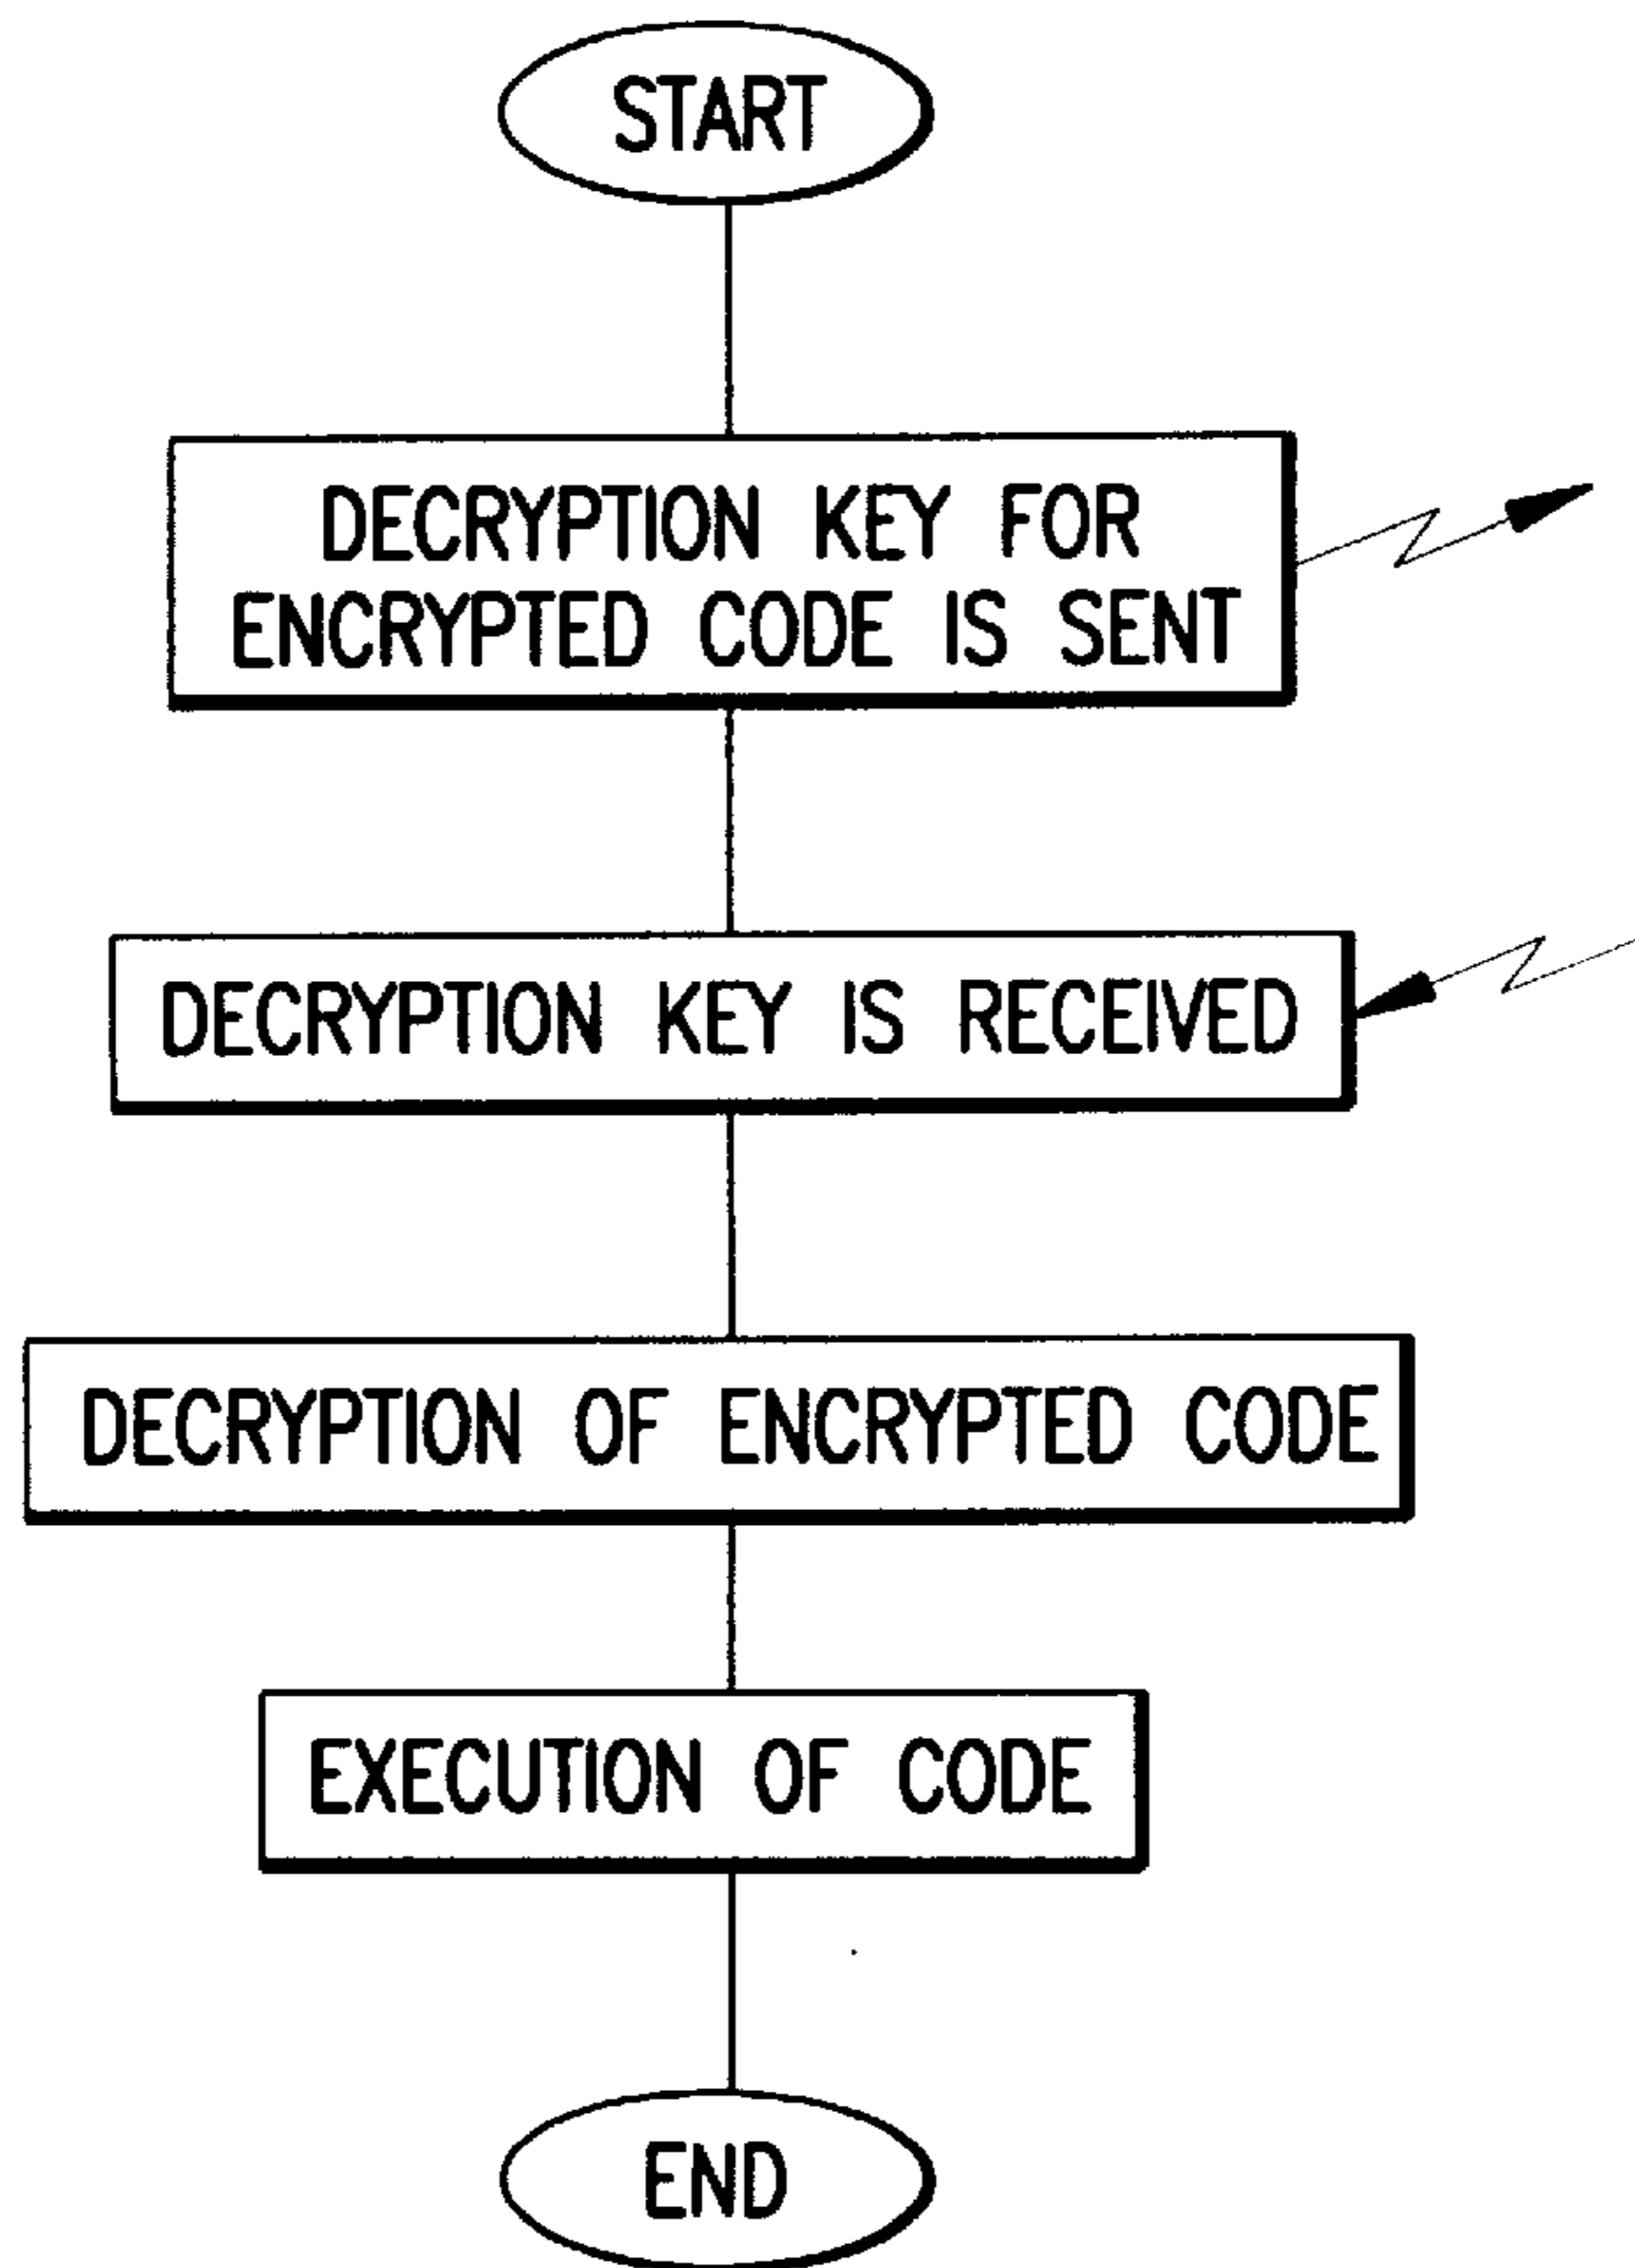 START
DECRYPTION KEY FOR
ENCRYPTED CODE IS SENT
DECRYPTION KEY IS RECEIVED
DECRYPTION OF ENCRYPTED CODE
EXECUTION OF CODE
END